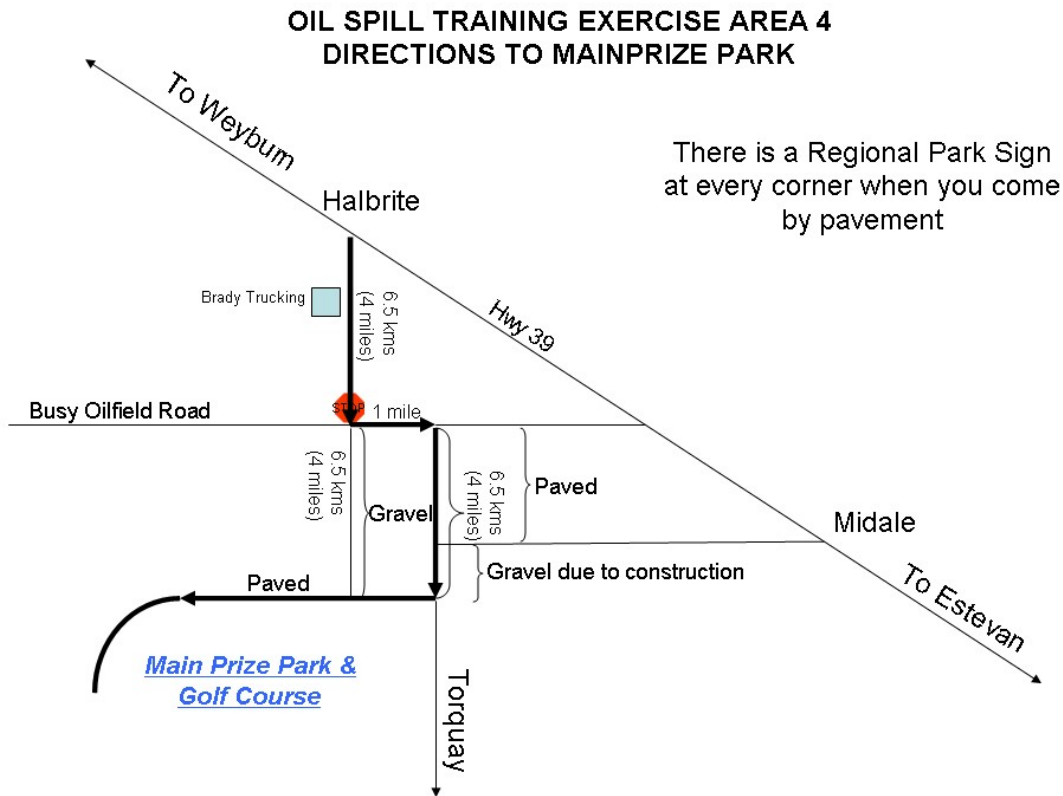 OIL SPILL TRAINING EXERCISE AREA 4
DIRECTIONS TO MAINPRIZE PARK
To Weyburn
There is a Regional Park Sign
at every corner when you come
by pavement
Halbrite
Brady Trucking
6.5 kms
(4 miles)
Hwy 39
Busy Oilfield Road
STOP
1 mile
6.5 kms
(4 miles)
Gravel
6.5 kms
(4 miles)
Paved
Midale
Gravel due to construction
Paved
To Estevan
Main Prize Park &
Golf Course
Torquay